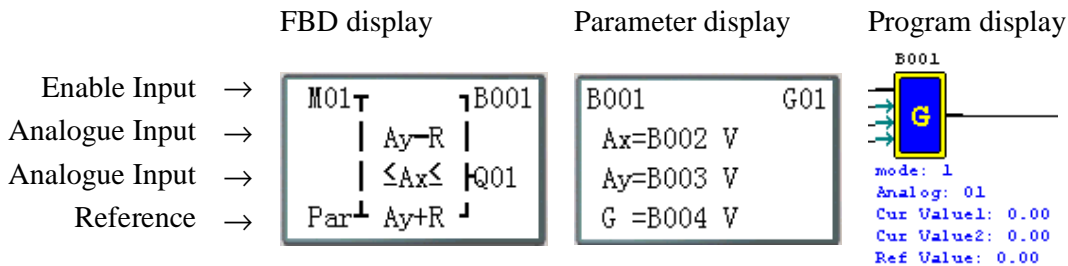 FBD display
Parameter display
Program display
Enable Input →
Analogue Input →
Analogue Input →
Reference →
M01 B001
Ay-R
≤Ax≤ Q01
Par Ay+R
B001 G01
Ax=B002 V
Ay=B003 V
G =B004 V
B001
G
mode: 1
Analog: 01
Cur Value1: 0.00
Cur Value2: 0.00
Ref Value: 0.00